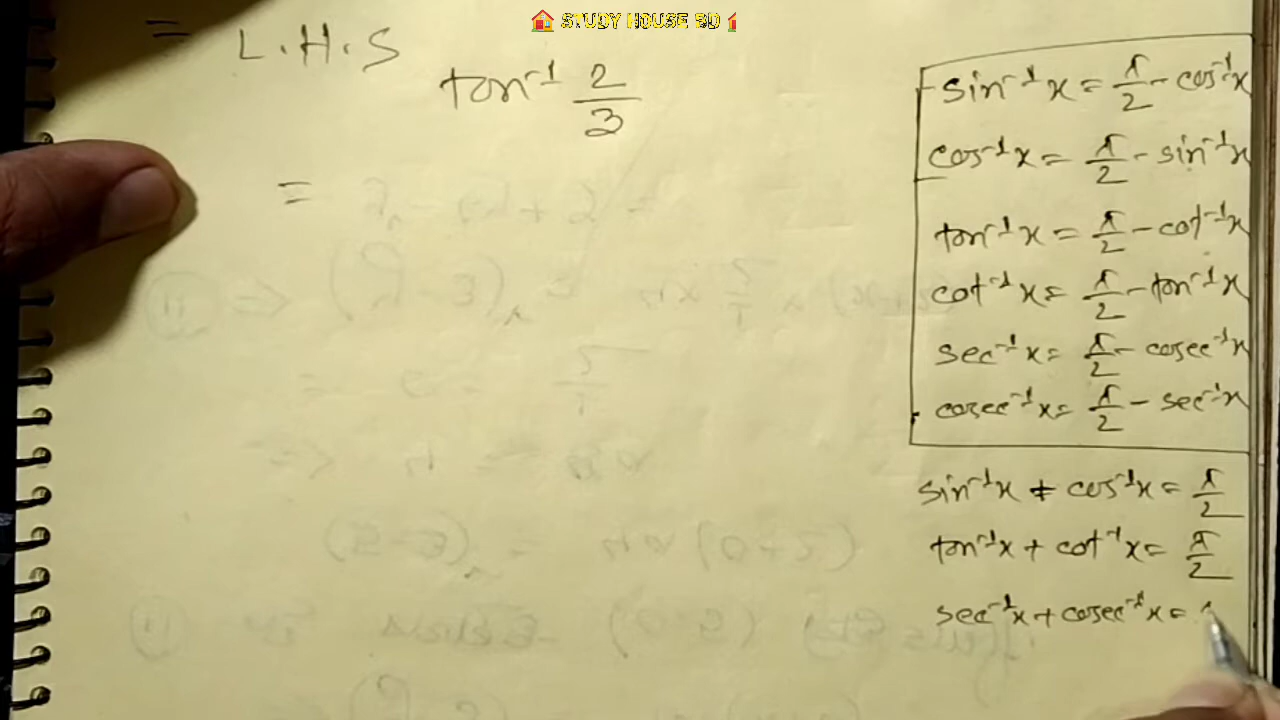 🏠 STUDY HOUSE BD
= L.H.S
tan⁻¹ 2/3
=
sin⁻¹x = π/2 - cos⁻¹x
cos⁻¹x = π/2 - sin⁻¹x
tan⁻¹x = π/2 - cot⁻¹x
cot⁻¹x = π/2 - tan⁻¹x
sec⁻¹x = π/2 - cosec⁻¹x
cosec⁻¹x = π/2 - sec⁻¹x
sin⁻¹x + cos⁻¹x = π/2
tan⁻¹x + cot⁻¹x = π/2
sec⁻¹x + cosec⁻¹x =